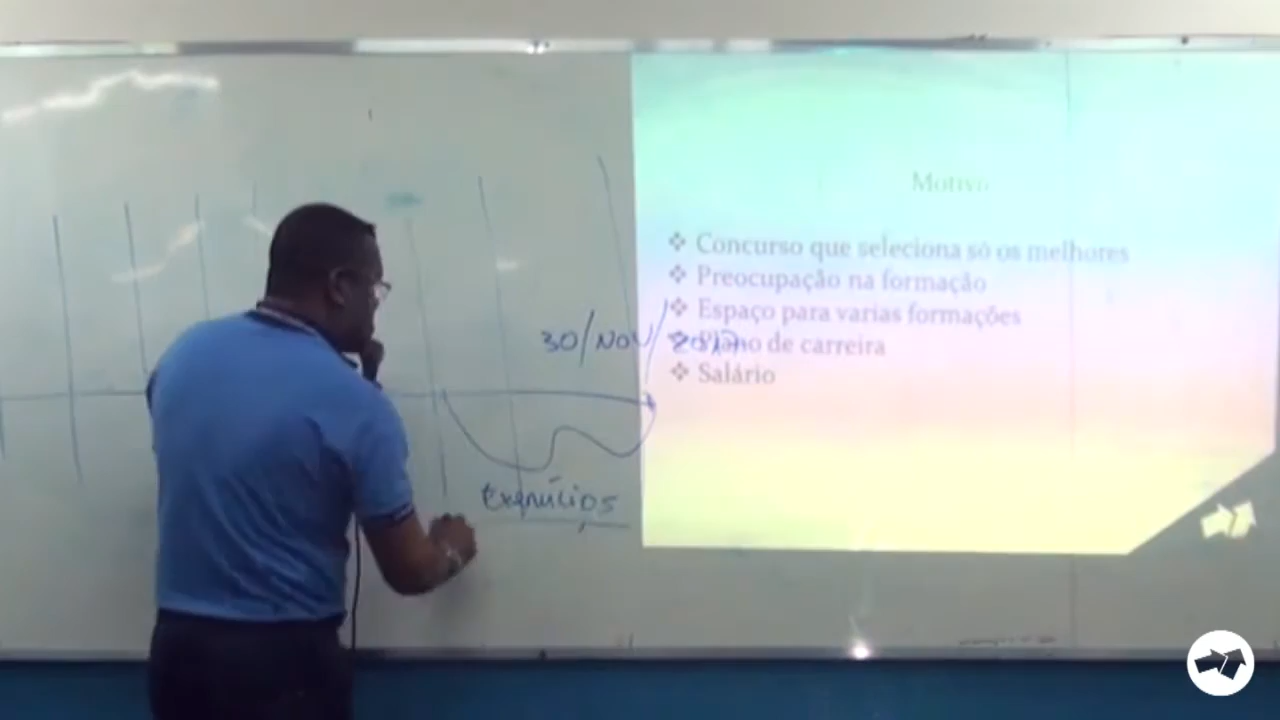 Motivo
❖ Concurso que seleciona só os melhores
❖ Preocupação na formação
❖ Espaço para varias formações
❖ Plano de carreira
❖ Salário
30/NOV/2017
Exercícios